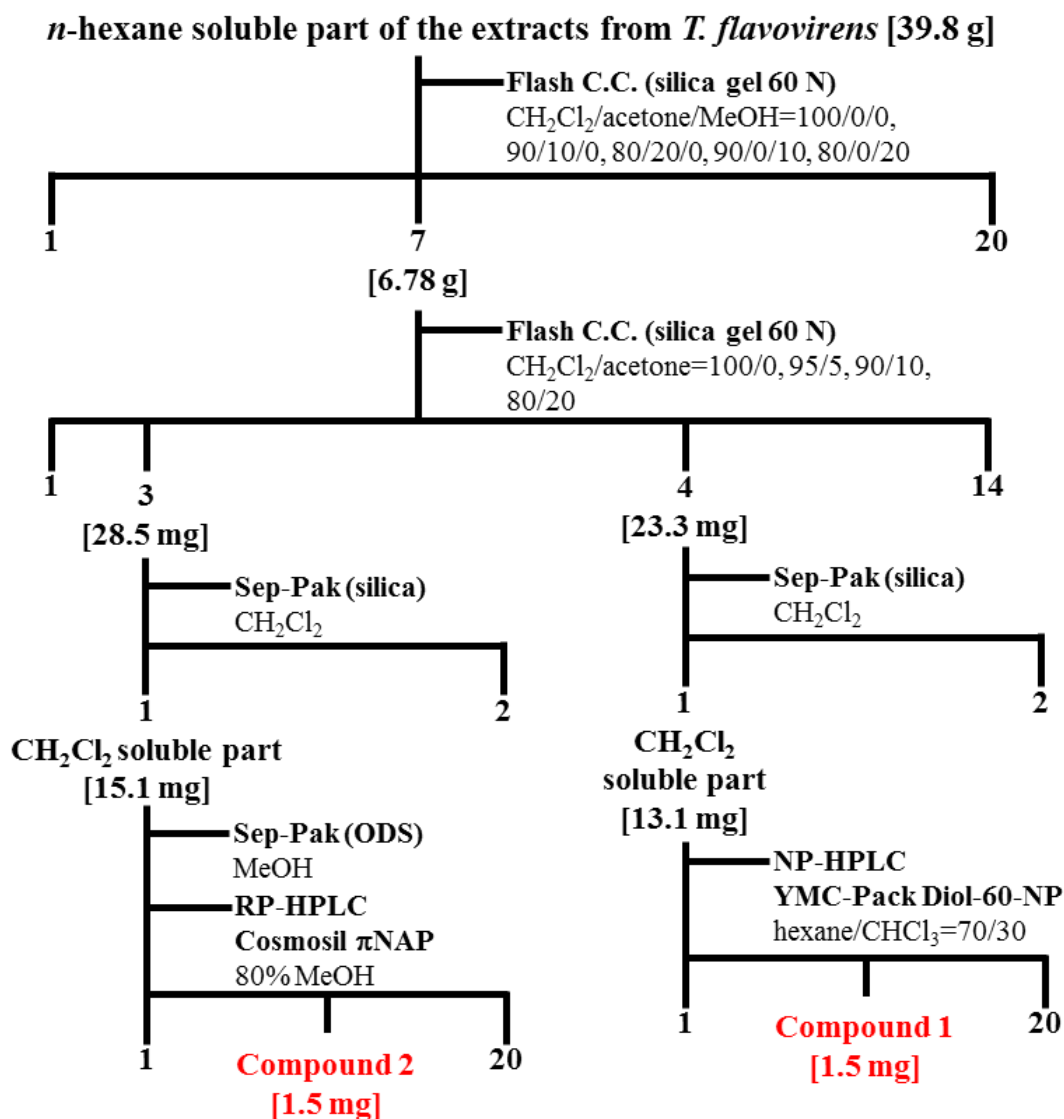 n-hexane soluble part of the extracts from T. flavovirens [39.8 g]
Flash C.C. (silica gel 60 N)
CH₂Cl₂/acetone/MeOH=100/0/0,
90/10/0, 80/20/0, 90/0/10, 80/0/20
1
7
20
[6.78 g]
Flash C.C. (silica gel 60 N)
CH₂Cl₂/acetone=100/0, 95/5, 90/10,
80/20
1
3
4
14
[28.5 mg]
[23.3 mg]
Sep-Pak (silica)
CH₂Cl₂
Sep-Pak (silica)
CH₂Cl₂
1
2
1
2
CH₂Cl₂ soluble part
[15.1 mg]
CH₂Cl₂
soluble part
[13.1 mg]
Sep-Pak (ODS)
MeOH
RP-HPLC
Cosmosil πNAP
80% MeOH
NP-HPLC
YMC-Pack Diol-60-NP
hexane/CHCl₃=70/30
1
Compound 2
[1.5 mg]
20
1
Compound 1
[1.5 mg]
20